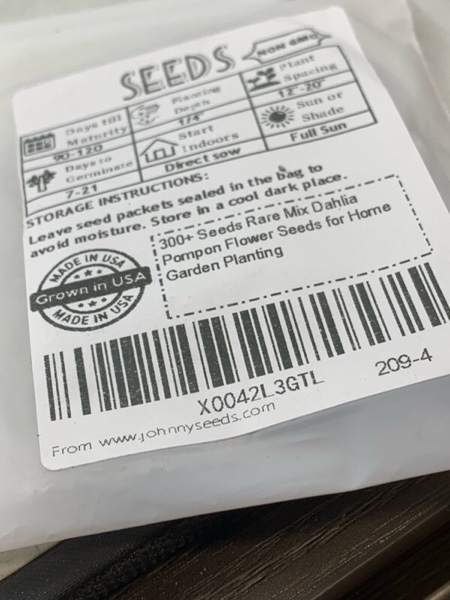 SEEDS
NON GMO
Days till
Maturity
90-120
Planting
Depth
1/4"
Plant
Spacing
12"-20"
Days to
Germinate
7-21
Start
Indoors
Direct sow
Sun or
Shade
Full Sun
STORAGE INSTRUCTIONS:
Leave seed packets sealed in the bag to
avoid moisture. Store in a cool dark place.
MADE IN USA
Grown in USA
MADE IN USA
300+ Seeds Rare Mix Dahlia
Pompon Flower Seeds for Home
Garden Planting
X0042L3GTL
209-4
From www.johnnyseeds.com